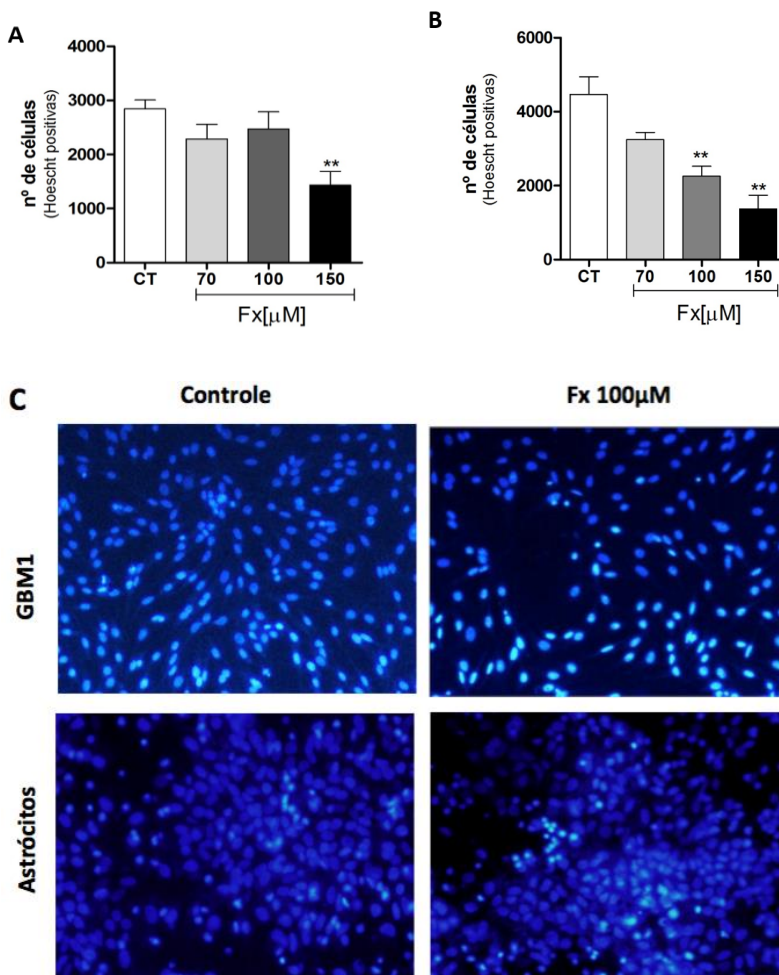 A
4000
3000
2000
1000
0
nº de células
(Hoescht positivas)
**
CT
70
100
150
Fx[µM]
B
6000
4000
2000
0
nº de células
(Hoescht positivas)
**
**
CT
70
100
150
Fx[µM]
C
Controle
Fx 100µM
GBM1
Astrócitos